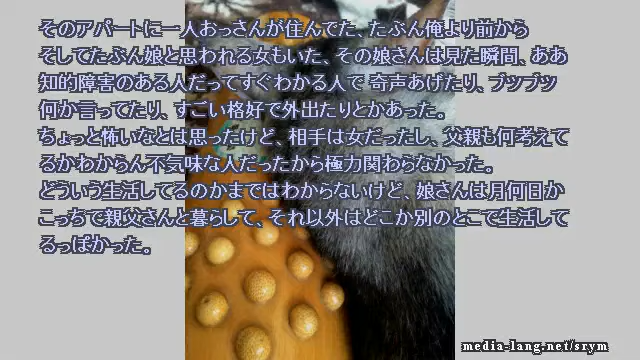 そのアパートに一人おっさんが住んでた、たぶん俺より前から
そしてたぶん娘と思われる女もいた、その娘さんは見た瞬間、ああ
知的障害のある人だってすぐわかる人で 奇声あげたり、ブツブツ
何か言ってたり、すごい格好で外出たりとかあった。
ちょっと怖いなとは思ったけど、相手は女だったし、父親も何考えて
るかわからん不気味な人だったから極力関わらなかった。
どういう生活してるのかまではわからないけど、娘さんは月何日か
こっちで親父さんと暮らして、それ以外はどこか別のとこで生活して
るっぽかった。
media-lang.net/srym